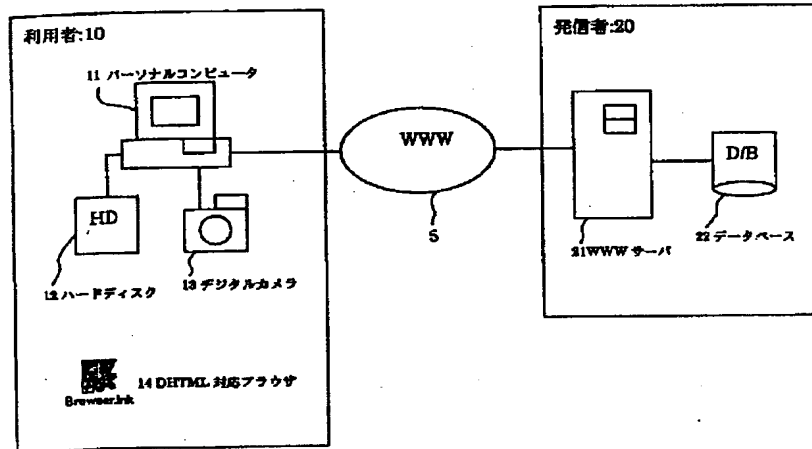 利用者:10
11 パーソナルコンピュータ
HD
12 ハードディスク
13 デジタルカメラ
Browser.lnk
14 DHTML 対応ブラウザ
WWW
5
発信者:20
D/B
21WWW サーバ
22 データベース